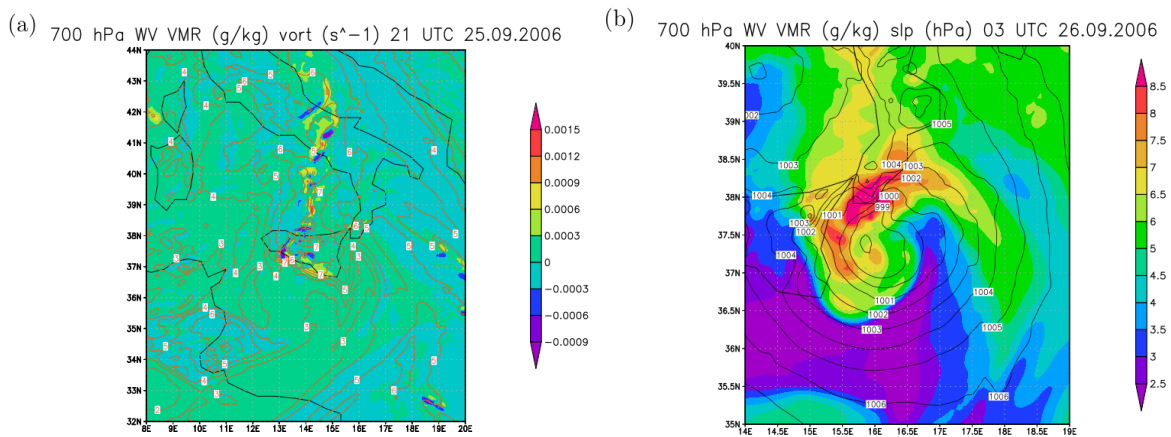 (a)
700 hPa WV VMR (g/kg) vort (s^-1) 21 UTC 25.09.2006
44N
43N
42N
41N
40N
39N
38N
37N
36N
35N
34N
33N
32N
8E 9E 10E 11E 12E 13E 14E 15E 16E 17E 18E 19E 20E
0.0015
0.0012
0.0009
0.0006
0.0003
0
-0.0003
-0.0006
-0.0009
(b)
700 hPa WV VMR (g/kg) slp (hPa) 03 UTC 26.09.2006
40N
39.5N
39N
38.5N
38N
37.5N
37N
36.5N
36N
35.5N
35N
14E 14.5E 15E 15.5E 16E 16.5E 17E 17.5E 18E 18.5E 19E
002
1005
1003
1004
1003
1002
1004
1000
999
1001
1003
1002
1004
1001
1004
1002
1003
1005
1006
1006
8.5
8
7.5
7
6.5
6
5.5
5
4.5
4
3.5
3
2.5